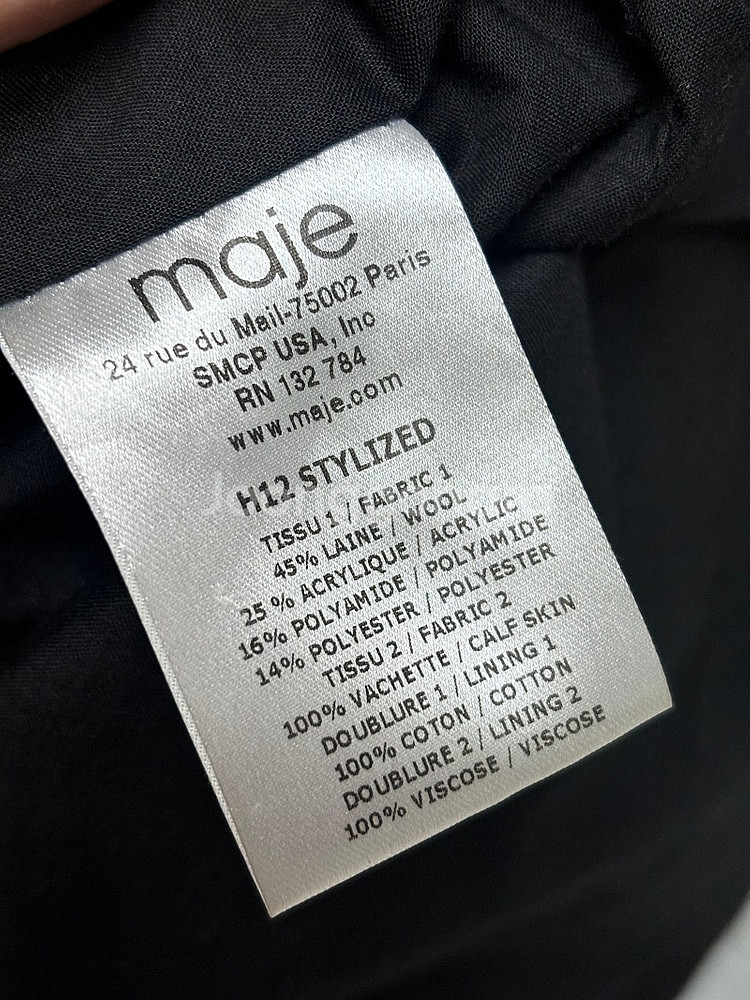 maje
24 rue du Mail-75002 Paris
SMCP USA, Inc
RN 132 784
www.maje.com
H12 STYLIZED
TISSU 1 / FABRIC 1
45% LAINE / WOOL
25 % ACRYLIQUE / ACRYLIC
16% POLYAMIDE / POLYAMIDE
14% POLYESTER / POLYESTER
TISSU 2 / FABRIC 2
100% VACHETTE / CALF SKIN
DOUBLURE 1 / LINING 1
100% COTON / COTTON
DOUBLURE 2 / LINING 2
100% VISCOSE / VISCOSE